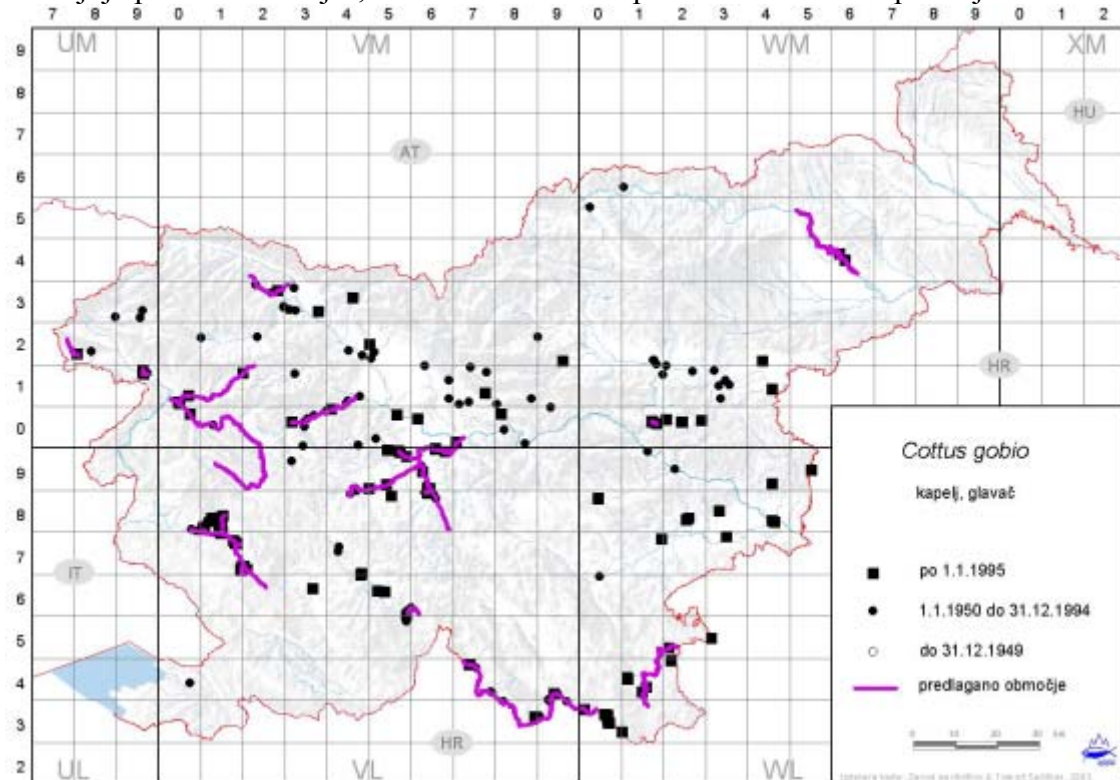 7 8 9 0 1 2 3 4 5 6 7 8 9 0 1 2 3 4 5 6 7 8 9 0 1 2
UM VM WM XM
9
8
7
6
5
4
3
2
1
0
9
8
7
6
5
4
3
2
AT
HU
HR
IT
HR
UL VL WL
Cottus gobio
kapelj, glavač
po 1.1.1995
1.1.1950 do 31.12.1994
do 31.12.1949
predlagano območje
0 10 20 30